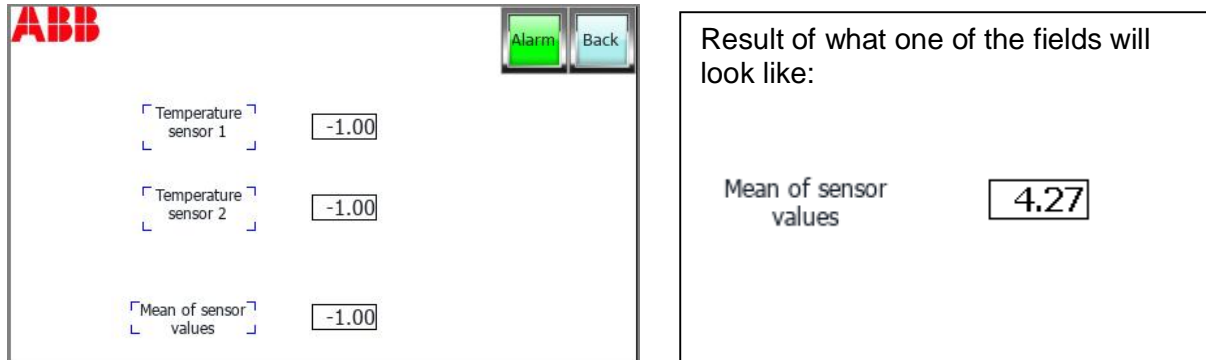 ABB
Alarm
Back
Temperature
sensor 1
-1.00
Temperature
sensor 2
-1.00
Mean of sensor
values
-1.00
Result of what one of the fields will
look like:
Mean of sensor
values
4.27